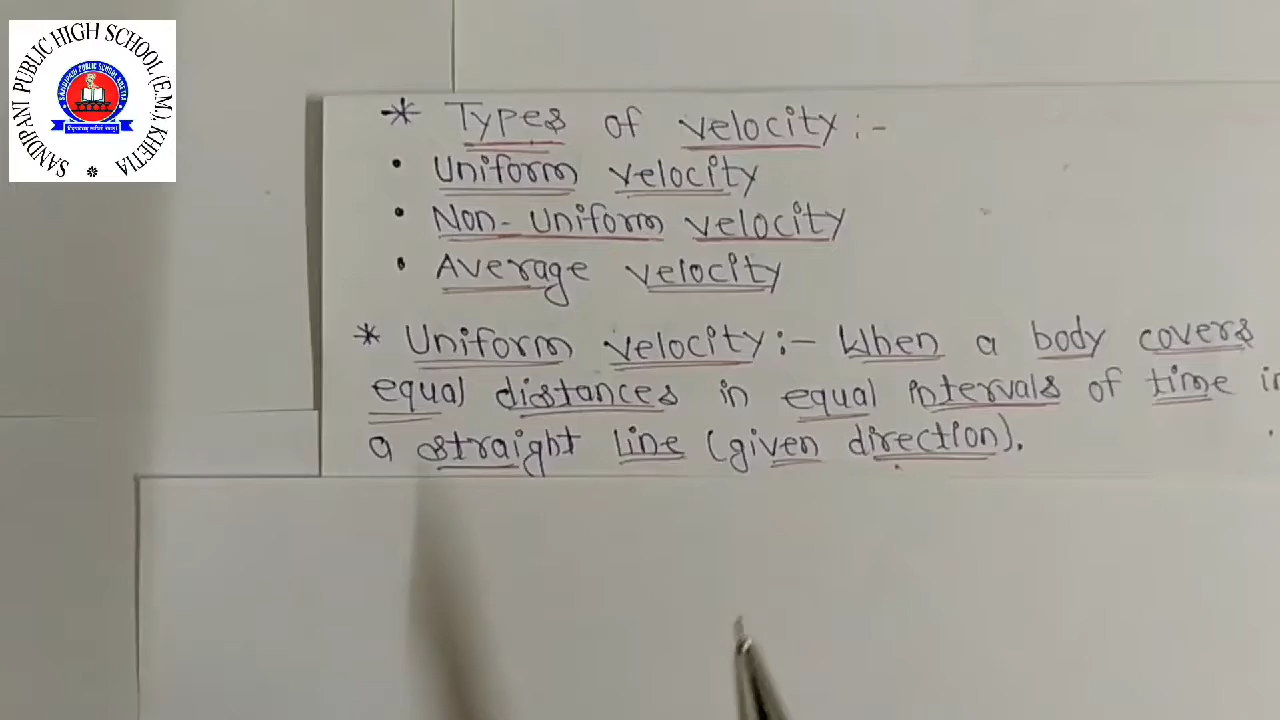 SANDIPANI PUBLIC HIGH SCHOOL (E.M.), KHETIA
* Types of velocity :-
• Uniform velocity
• Non-Uniform velocity
• Average velocity
* Uniform velocity :- When a body covers
equal distances in equal intervals of time in
a straight line (given direction).